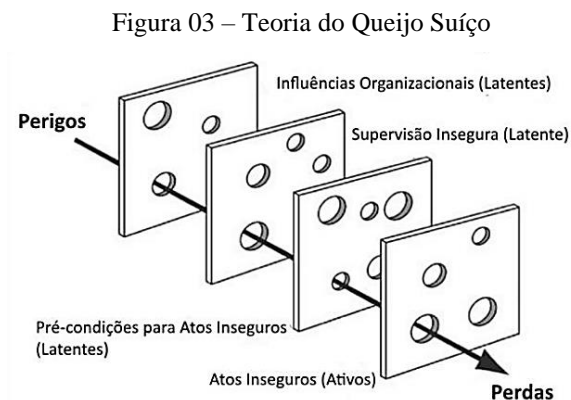 Figura 03 – Teoria do Queijo Suíço
Influências Organizacionais (Latentes)
Perigos
Supervisão Insegura (Latente)
Pré-condições para Atos Inseguros
(Latentes)
Atos Inseguros (Ativos)
Perdas